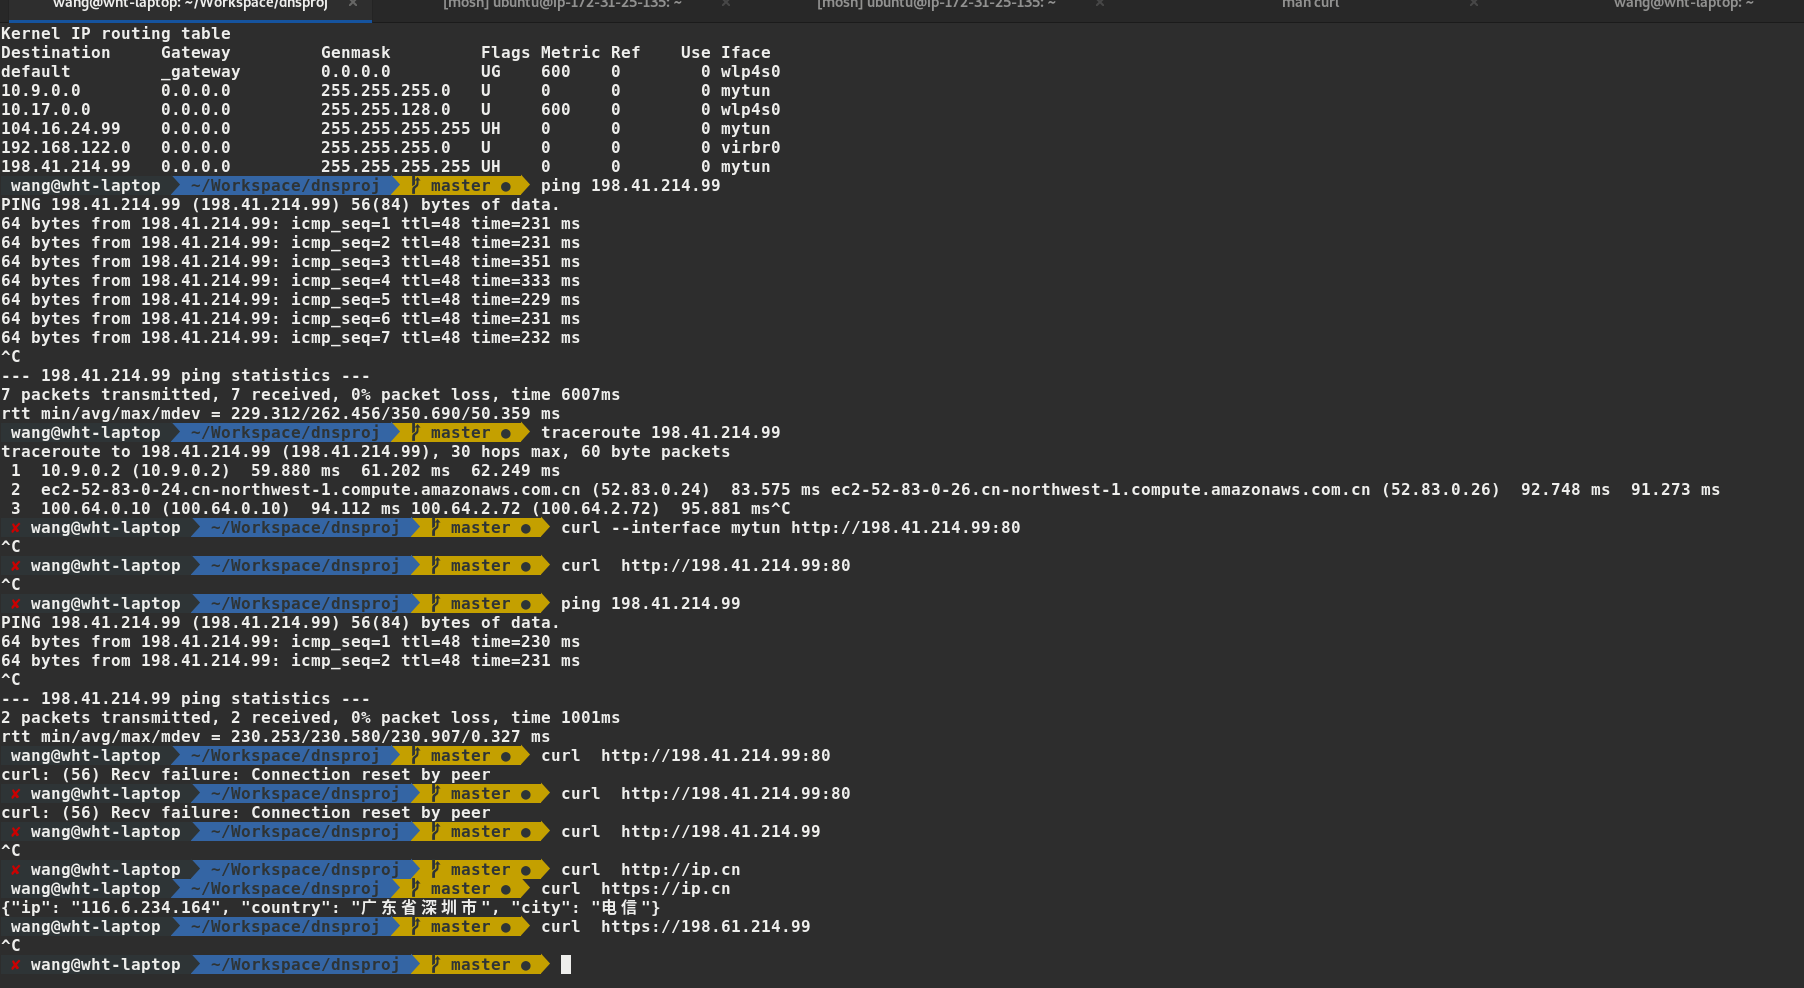 wang@wht-laptop: ~/Workspace/dnsproj × [mosh] ubuntu@ip-172-31-25-135: ~ × [mosh] ubuntu@ip-172-31-25-135: ~ × man curl × wang@wht-laptop: ~
Kernel IP routing table
Destination     Gateway         Genmask         Flags Metric Ref    Use Iface
default         _gateway        0.0.0.0         UG    600    0        0 wlp4s0
10.9.0.0        0.0.0.0         255.255.255.0   U     0      0        0 mytun
10.17.0.0       0.0.0.0         255.255.128.0   U     600    0        0 wlp4s0
104.16.24.99    0.0.0.0         255.255.255.255 UH    0      0        0 mytun
192.168.122.0   0.0.0.0         255.255.255.0   U     0      0        0 virbr0
198.41.214.99   0.0.0.0         255.255.255.255 UH    0      0        0 mytun
wang@wht-laptop ~/Workspace/dnsproj master ● ping 198.41.214.99
PING 198.41.214.99 (198.41.214.99) 56(84) bytes of data.
64 bytes from 198.41.214.99: icmp_seq=1 ttl=48 time=231 ms
64 bytes from 198.41.214.99: icmp_seq=2 ttl=48 time=231 ms
64 bytes from 198.41.214.99: icmp_seq=3 ttl=48 time=351 ms
64 bytes from 198.41.214.99: icmp_seq=4 ttl=48 time=333 ms
64 bytes from 198.41.214.99: icmp_seq=5 ttl=48 time=229 ms
64 bytes from 198.41.214.99: icmp_seq=6 ttl=48 time=231 ms
64 bytes from 198.41.214.99: icmp_seq=7 ttl=48 time=232 ms
^C
--- 198.41.214.99 ping statistics ---
7 packets transmitted, 7 received, 0% packet loss, time 6007ms
rtt min/avg/max/mdev = 229.312/262.456/350.690/50.359 ms
wang@wht-laptop ~/Workspace/dnsproj master ● traceroute 198.41.214.99
traceroute to 198.41.214.99 (198.41.214.99), 30 hops max, 60 byte packets
1  10.9.0.2 (10.9.0.2)  59.880 ms  61.202 ms  62.249 ms
2  ec2-52-83-0-24.cn-northwest-1.compute.amazonaws.com.cn (52.83.0.24)  83.575 ms ec2-52-83-0-26.cn-northwest-1.compute.amazonaws.com.cn (52.83.0.26)  92.748 ms  91.273 ms
3  100.64.0.10 (100.64.0.10)  94.112 ms 100.64.2.72 (100.64.2.72)  95.881 ms^C
✘ wang@wht-laptop ~/Workspace/dnsproj master ● curl --interface mytun http://198.41.214.99:80
^C
✘ wang@wht-laptop ~/Workspace/dnsproj master ● curl  http://198.41.214.99:80
^C
✘ wang@wht-laptop ~/Workspace/dnsproj master ● ping 198.41.214.99
PING 198.41.214.99 (198.41.214.99) 56(84) bytes of data.
64 bytes from 198.41.214.99: icmp_seq=1 ttl=48 time=230 ms
64 bytes from 198.41.214.99: icmp_seq=2 ttl=48 time=231 ms
^C
--- 198.41.214.99 ping statistics ---
2 packets transmitted, 2 received, 0% packet loss, time 1001ms
rtt min/avg/max/mdev = 230.253/230.580/230.907/0.327 ms
wang@wht-laptop ~/Workspace/dnsproj master ● curl  http://198.41.214.99:80
curl: (56) Recv failure: Connection reset by peer
✘ wang@wht-laptop ~/Workspace/dnsproj master ● curl  http://198.41.214.99:80
curl: (56) Recv failure: Connection reset by peer
✘ wang@wht-laptop ~/Workspace/dnsproj master ● curl  http://198.41.214.99
^C
✘ wang@wht-laptop ~/Workspace/dnsproj master ● curl  http://ip.cn
wang@wht-laptop ~/Workspace/dnsproj master ● curl  https://ip.cn
{"ip": "116.6.234.164", "country": "广东省深圳市", "city": "电信"}
wang@wht-laptop ~/Workspace/dnsproj master ● curl  https://198.61.214.99
^C
✘ wang@wht-laptop ~/Workspace/dnsproj master ●